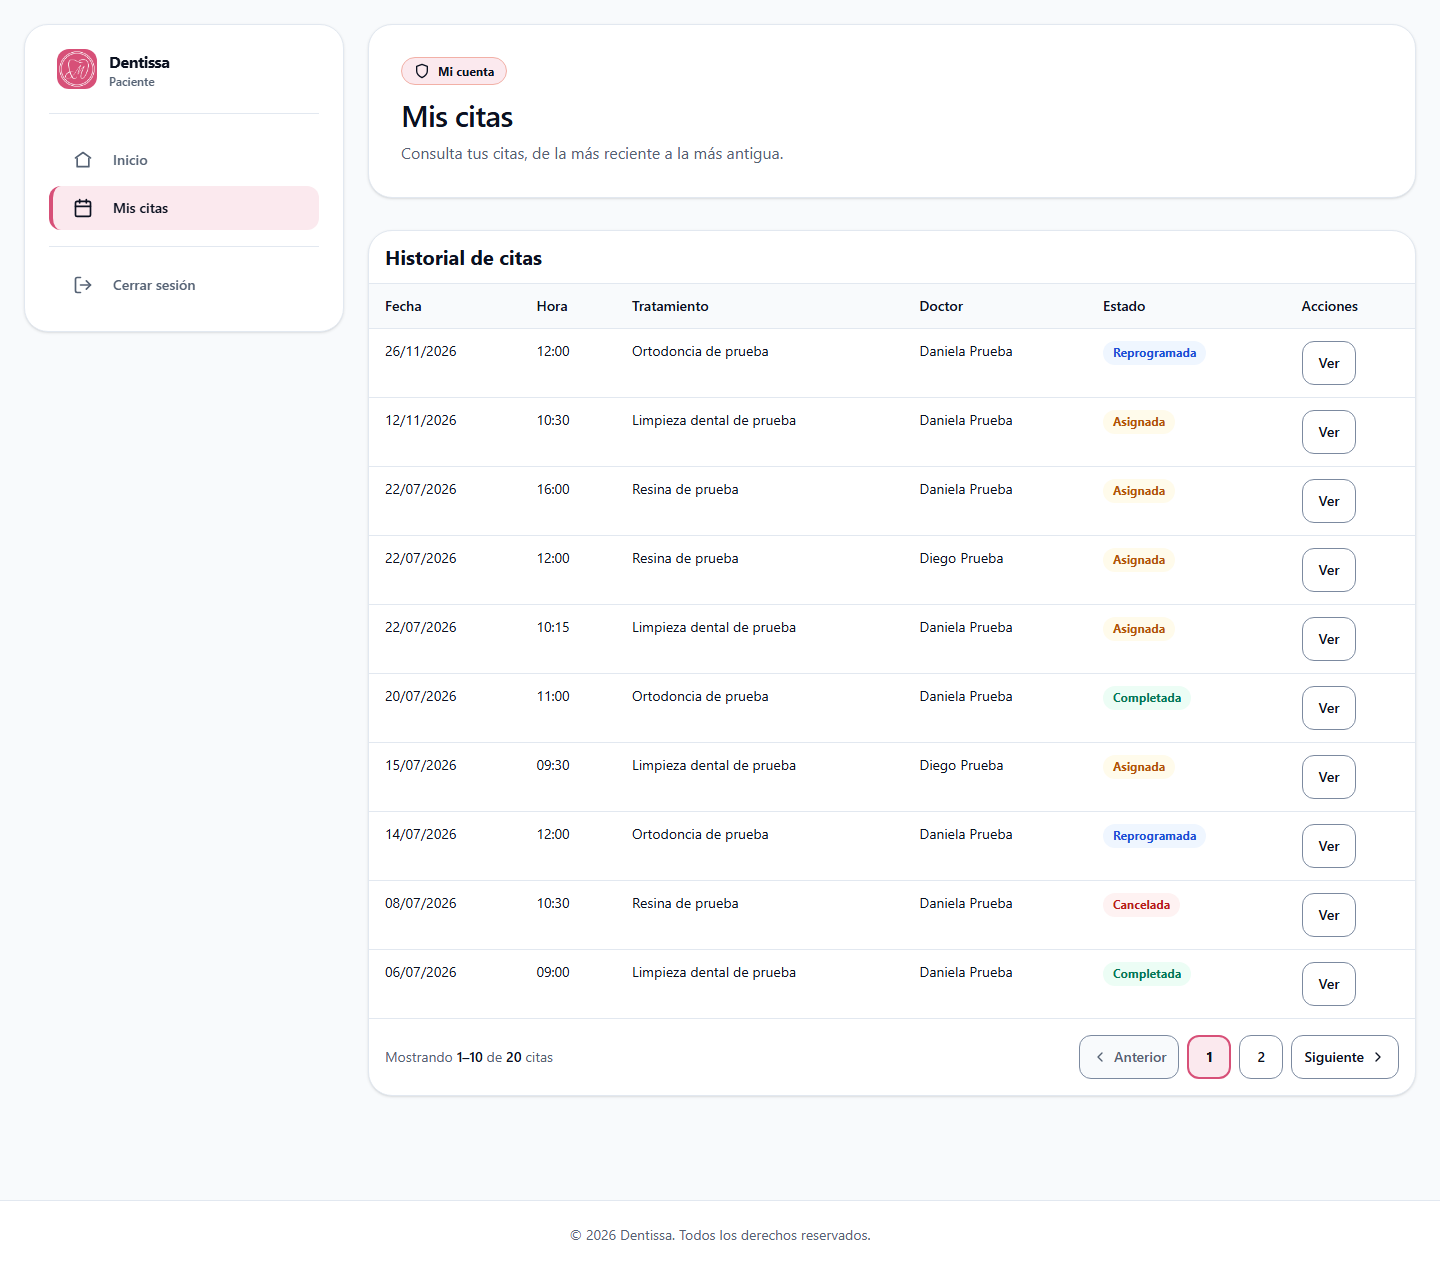 Dentissa
Paciente
Inicio
Mis citas
Cerrar sesión
Mi cuenta
Mis citas
Consulta tus citas, de la más reciente a la más antigua.
Historial de citas
Fecha Hora Tratamiento Doctor Estado Acciones
26/11/2026 12:00 Ortodoncia de prueba Daniela Prueba Reprogramada Ver
12/11/2026 10:30 Limpieza dental de prueba Daniela Prueba Asignada Ver
22/07/2026 16:00 Resina de prueba Daniela Prueba Asignada Ver
22/07/2026 12:00 Resina de prueba Diego Prueba Asignada Ver
22/07/2026 10:15 Limpieza dental de prueba Daniela Prueba Asignada Ver
20/07/2026 11:00 Ortodoncia de prueba Daniela Prueba Completada Ver
15/07/2026 09:30 Limpieza dental de prueba Diego Prueba Asignada Ver
14/07/2026 12:00 Ortodoncia de prueba Daniela Prueba Reprogramada Ver
08/07/2026 10:30 Resina de prueba Daniela Prueba Cancelada Ver
06/07/2026 09:00 Limpieza dental de prueba Daniela Prueba Completada Ver
Mostrando 1–10 de 20 citas Anterior 1 2 Siguiente
© 2026 Dentissa. Todos los derechos reservados.